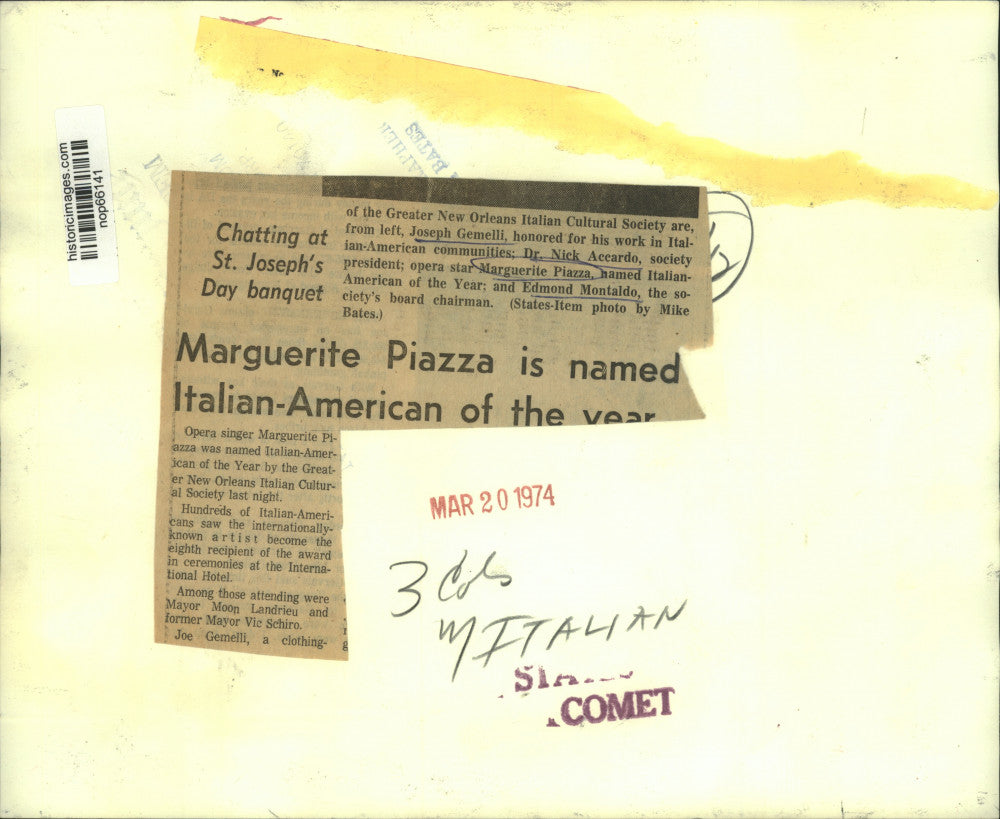 historicimages.com
nop66141
BATES
Chatting at
St. Joseph's
Day banquet
of the Greater New Orleans Italian Cultural Society are,
from left, Joseph Gemelli, honored for his work in Ital-
ian-American communities; Dr. Nick Accardo, society
president; opera star Marguerite Piazza, named Italian-
American of the Year; and Edmond Montaldo, the so-
ciety's board chairman. (States-Item photo by Mike
Bates.)
Marguerite Piazza is named
Italian-American of the year
Opera singer Marguerite Pi-
azza was named Italian-Amer-
ican of the Year by the Great-
er New Orleans Italian Cultur-
al Society last night.
Hundreds of Italian-Ameri-
cans saw the internationally-
known artist become the
eighth recipient of the award
in ceremonies at the Interna-
tional Hotel.
Among those attending were
Mayor Moon Landrieu and
former Mayor Vic Schiro.
Joe Gemelli, a clothing-
MAR 20 1974
3 Cols
W/ITALIAN
COMET